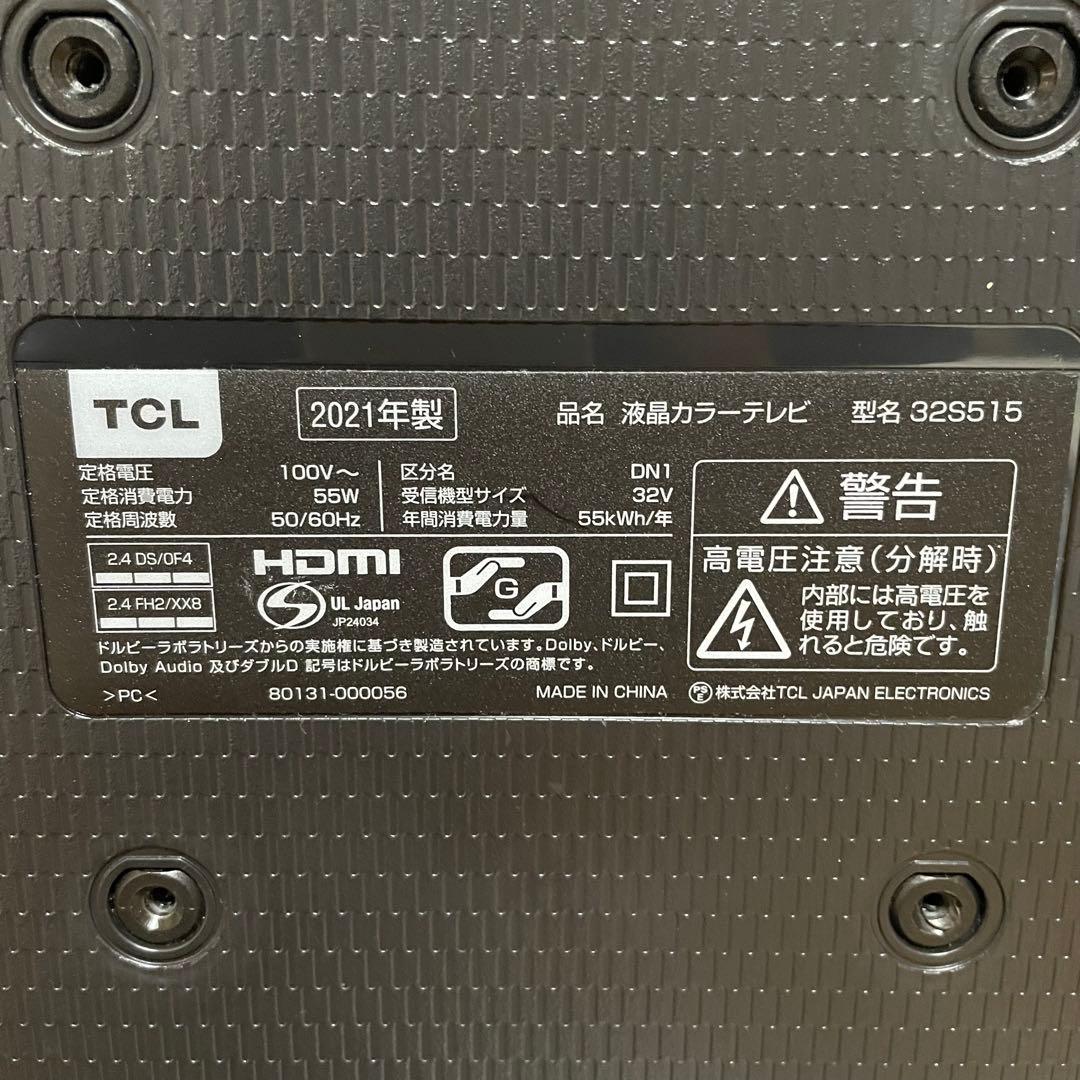 TCL
2021年製
品名 液晶カラーテレビ 型名 32S515
定格電圧 100V～
定格消費電力 55W
定格周波数 50/60Hz
区分名 DN1
受信機型サイズ 32V
年間消費電力量 55kWh/年
2.4 DS/OF4
2.4 FH2/XX8
HDMI
S
UL Japan
JP24034
G
ドルビーラボラトリーズからの実施権に基づき製造されています。Dolby、ドルビー、
Dolby Audio 及びダブルD 記号はドルビーラボラトリーズの商標です。
>PC< 80131-000056 MADE IN CHINA
警告
高電圧注意(分解時)
内部には高電圧を
使用しており、触
れると危険です。
PSE 株式会社TCL JAPAN ELECTRONICS